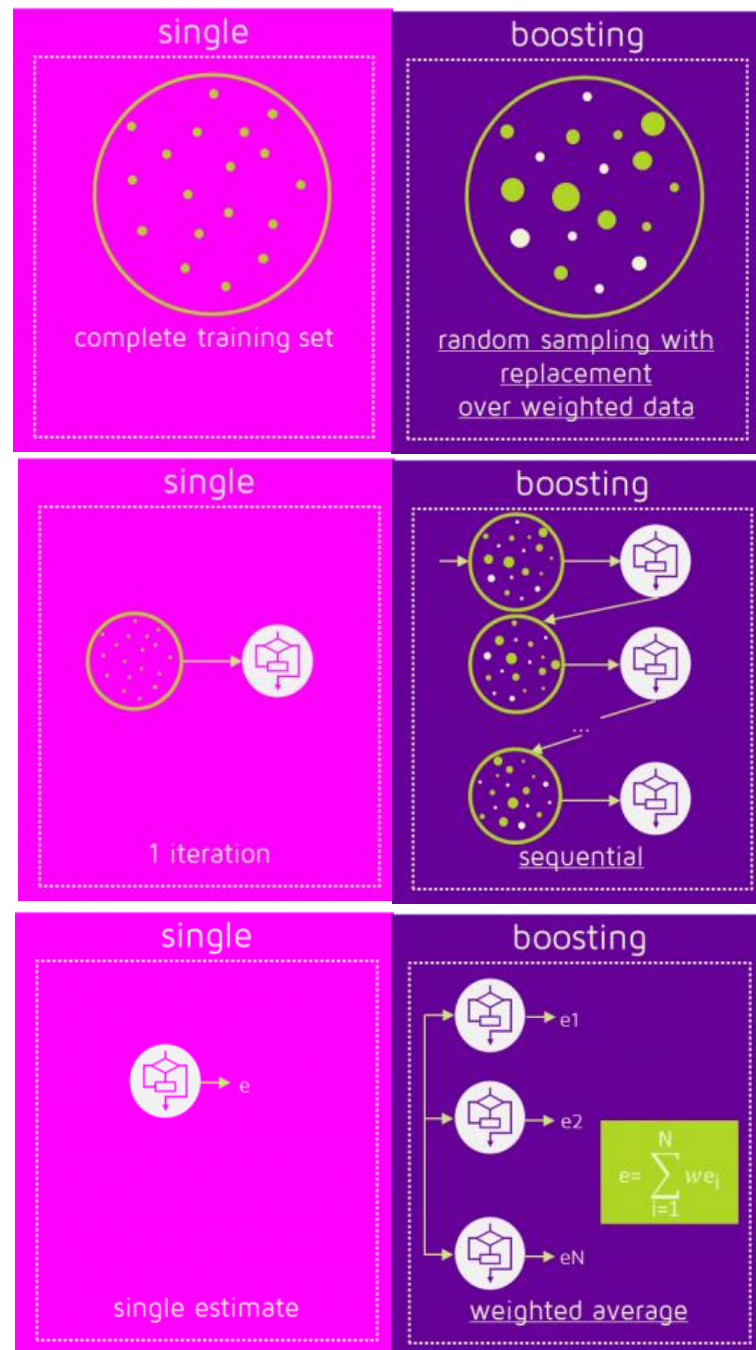 single
complete training set
boosting
random sampling with
replacement
over weighted data
single
1 iteration
boosting
...
sequential
single
e
single estimate
boosting
e1
e2
eN
e= ∑ i=1 N we_i
weighted average